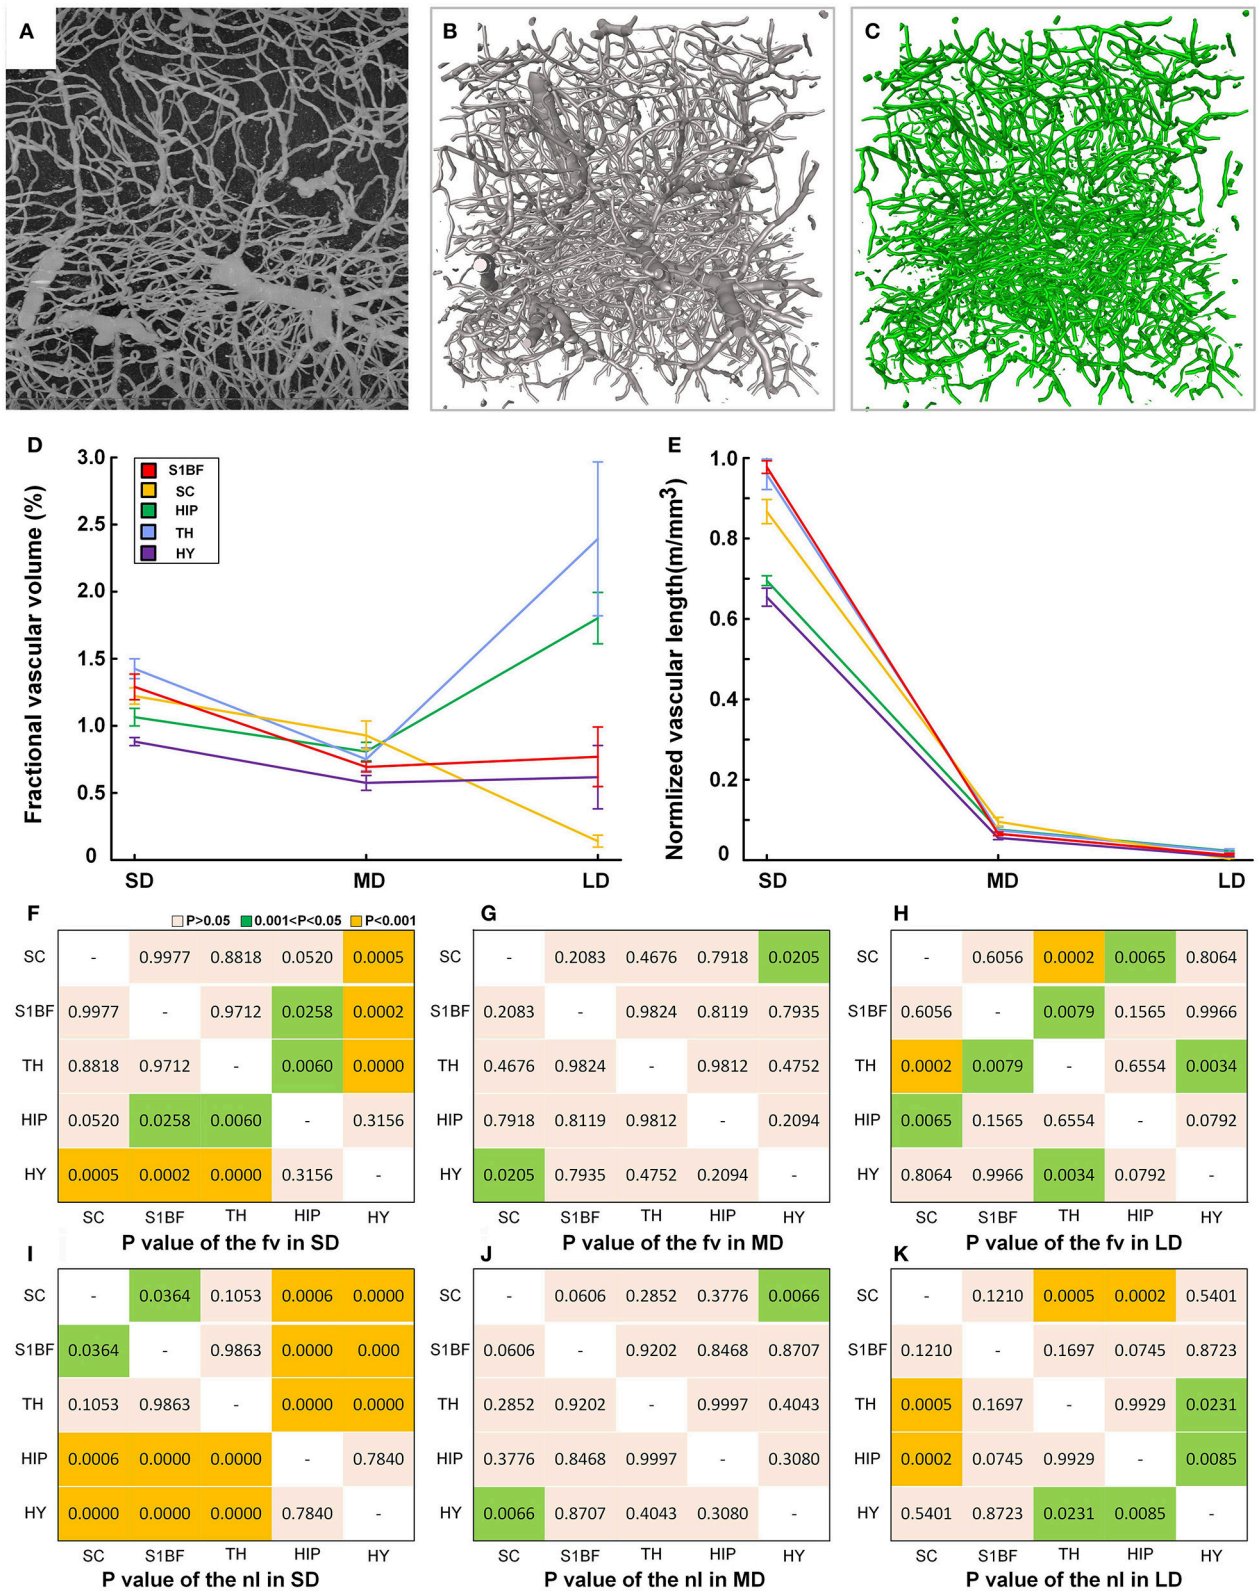 A
B
C
D
Fractional vascular volume (%)
3.0
2.5
2.0
1.5
1.0
0.5
0
S1BF
SC
HIP
TH
HY
SD MD LD
E
Normlized vascular length(m/mm3)
1.0
0.8
0.6
0.4
0.2
0
SD MD LD
F
P>0.05 0.001<P<0.05 P<0.001
SC - 0.9977 0.8818 0.0520 0.0005
S1BF 0.9977 - 0.9712 0.0258 0.0002
TH 0.8818 0.9712 - 0.0060 0.0000
HIP 0.0520 0.0258 0.0060 - 0.3156
HY 0.0005 0.0002 0.0000 0.3156 -
SC S1BF TH HIP HY
P value of the fv in SD
G
SC - 0.2083 0.4676 0.7918 0.0205
S1BF 0.2083 - 0.9824 0.8119 0.7935
TH 0.4676 0.9824 - 0.9812 0.4752
HIP 0.7918 0.8119 0.9812 - 0.2094
HY 0.0205 0.7935 0.4752 0.2094 -
SC S1BF TH HIP HY
P value of the fv in MD
H
SC - 0.6056 0.0002 0.0065 0.8064
S1BF 0.6056 - 0.0079 0.1565 0.9966
TH 0.0002 0.0079 - 0.6554 0.0034
HIP 0.0065 0.1565 0.6554 - 0.0792
HY 0.8064 0.9966 0.0034 0.0792 -
SC S1BF TH HIP HY
P value of the fv in LD
I
SC - 0.0364 0.1053 0.0006 0.0000
S1BF 0.0364 - 0.9863 0.0000 0.000
TH 0.1053 0.9863 - 0.0000 0.0000
HIP 0.0006 0.0000 0.0000 - 0.7840
HY 0.0000 0.0000 0.0000 0.7840 -
SC S1BF TH HIP HY
P value of the nl in SD
J
SC - 0.0606 0.2852 0.3776 0.0066
S1BF 0.0606 - 0.9202 0.8468 0.8707
TH 0.2852 0.9202 - 0.9997 0.4043
HIP 0.3776 0.8468 0.9997 - 0.3080
HY 0.0066 0.8707 0.4043 0.3080 -
SC S1BF TH HIP HY
P value of the nl in MD
K
SC - 0.1210 0.0005 0.0002 0.5401
S1BF 0.1210 - 0.1697 0.0745 0.8723
TH 0.0005 0.1697 - 0.9929 0.0231
HIP 0.0002 0.0745 0.9929 - 0.0085
HY 0.5401 0.8723 0.0231 0.0085 -
SC S1BF TH HIP HY
P value of the nl in LD